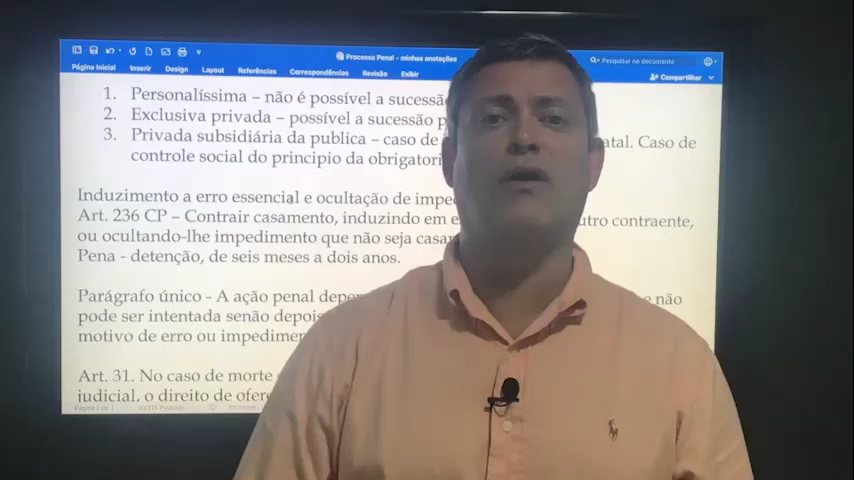 Processo Penal - minhas anotações
Pesquisar no documento
Página Inicial Inserir Design Layout Referências Correspondências Revisão Exibir
Compartilhar
1. Personalíssima – não é possível a sucessã
2. Exclusiva privada – possível a sucessão p
3. Privada subsidiária da publica – caso de atal. Caso de
controle social do principio da obrigatori
Induzimento a erro essencial e ocultação de impe
Art. 236 CP – Contrair casamento, induzindo em e utro contraente,
ou ocultando-lhe impedimento que não seja casa
Pena - detenção, de seis meses a dois anos.
Parágrafo único - A ação penal depe e não
pode ser intentada senão depois
motivo de erro ou impedimen
Art. 31. No caso de morte
judicial, o direito de ofere